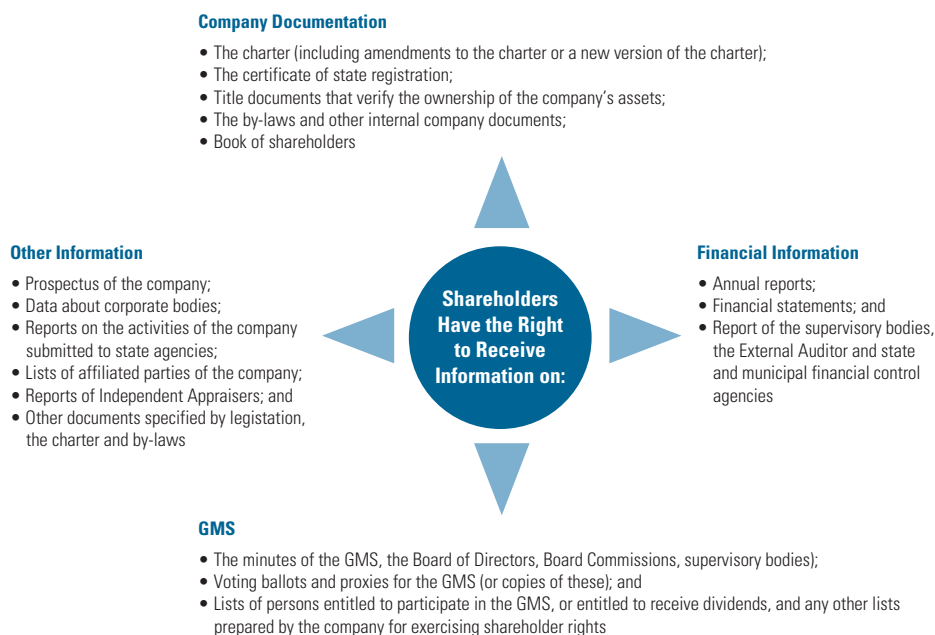 Company Documentation
• The charter (including amendments to the charter or a new version of the charter);
• The certificate of state registration;
• Title documents that verify the ownership of the company's assets;
• The by-laws and other internal company documents;
• Book of shareholders
Other Information
• Prospectus of the company;
• Data about corporate bodies;
• Reports on the activities of the company
submitted to state agencies;
• Lists of affiliated parties of the company;
• Reports of Independent Appraisers; and
• Other documents specified by legistation,
the charter and by-laws
Shareholders
Have the Right
to Receive
Information on:
Financial Information
• Annual reports;
• Financial statements; and
• Report of the supervisory bodies,
the External Auditor and state
and municipal financial control
agencies
GMS
• The minutes of the GMS, the Board of Directors, Board Commissions, supervisory bodies);
• Voting ballots and proxies for the GMS (or copies of these); and
• Lists of persons entitled to participate in the GMS, or entitled to receive dividends, and any other lists
prepared by the company for exercising shareholder rights